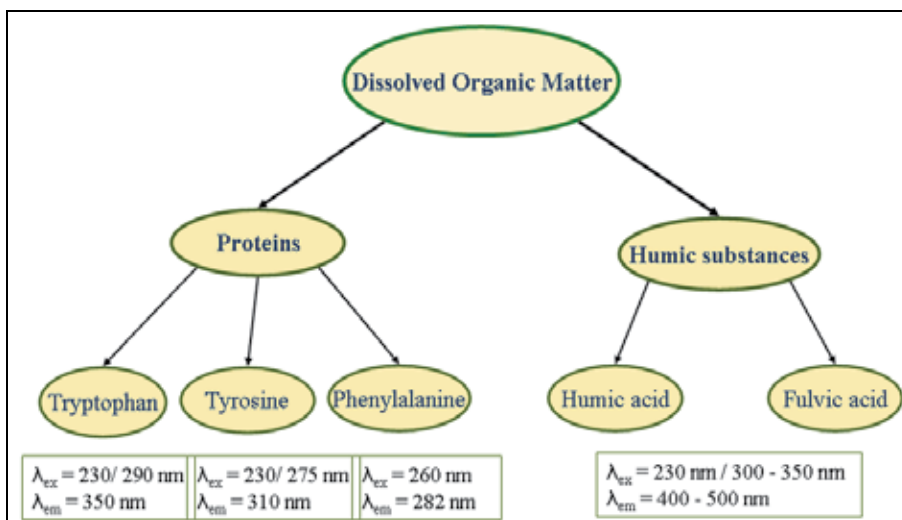 Dissolved Organic Matter
Proteins
Humic substances
Tryptophan
Tyrosine
Phenylalanine
Humic acid
Fulvic acid
λex = 230/ 290 nm
λem = 350 nm
λex = 230/ 275 nm
λem = 310 nm
λex = 260 nm
λem = 282 nm
λex = 230 nm / 300 - 350 nm
λem = 400 - 500 nm